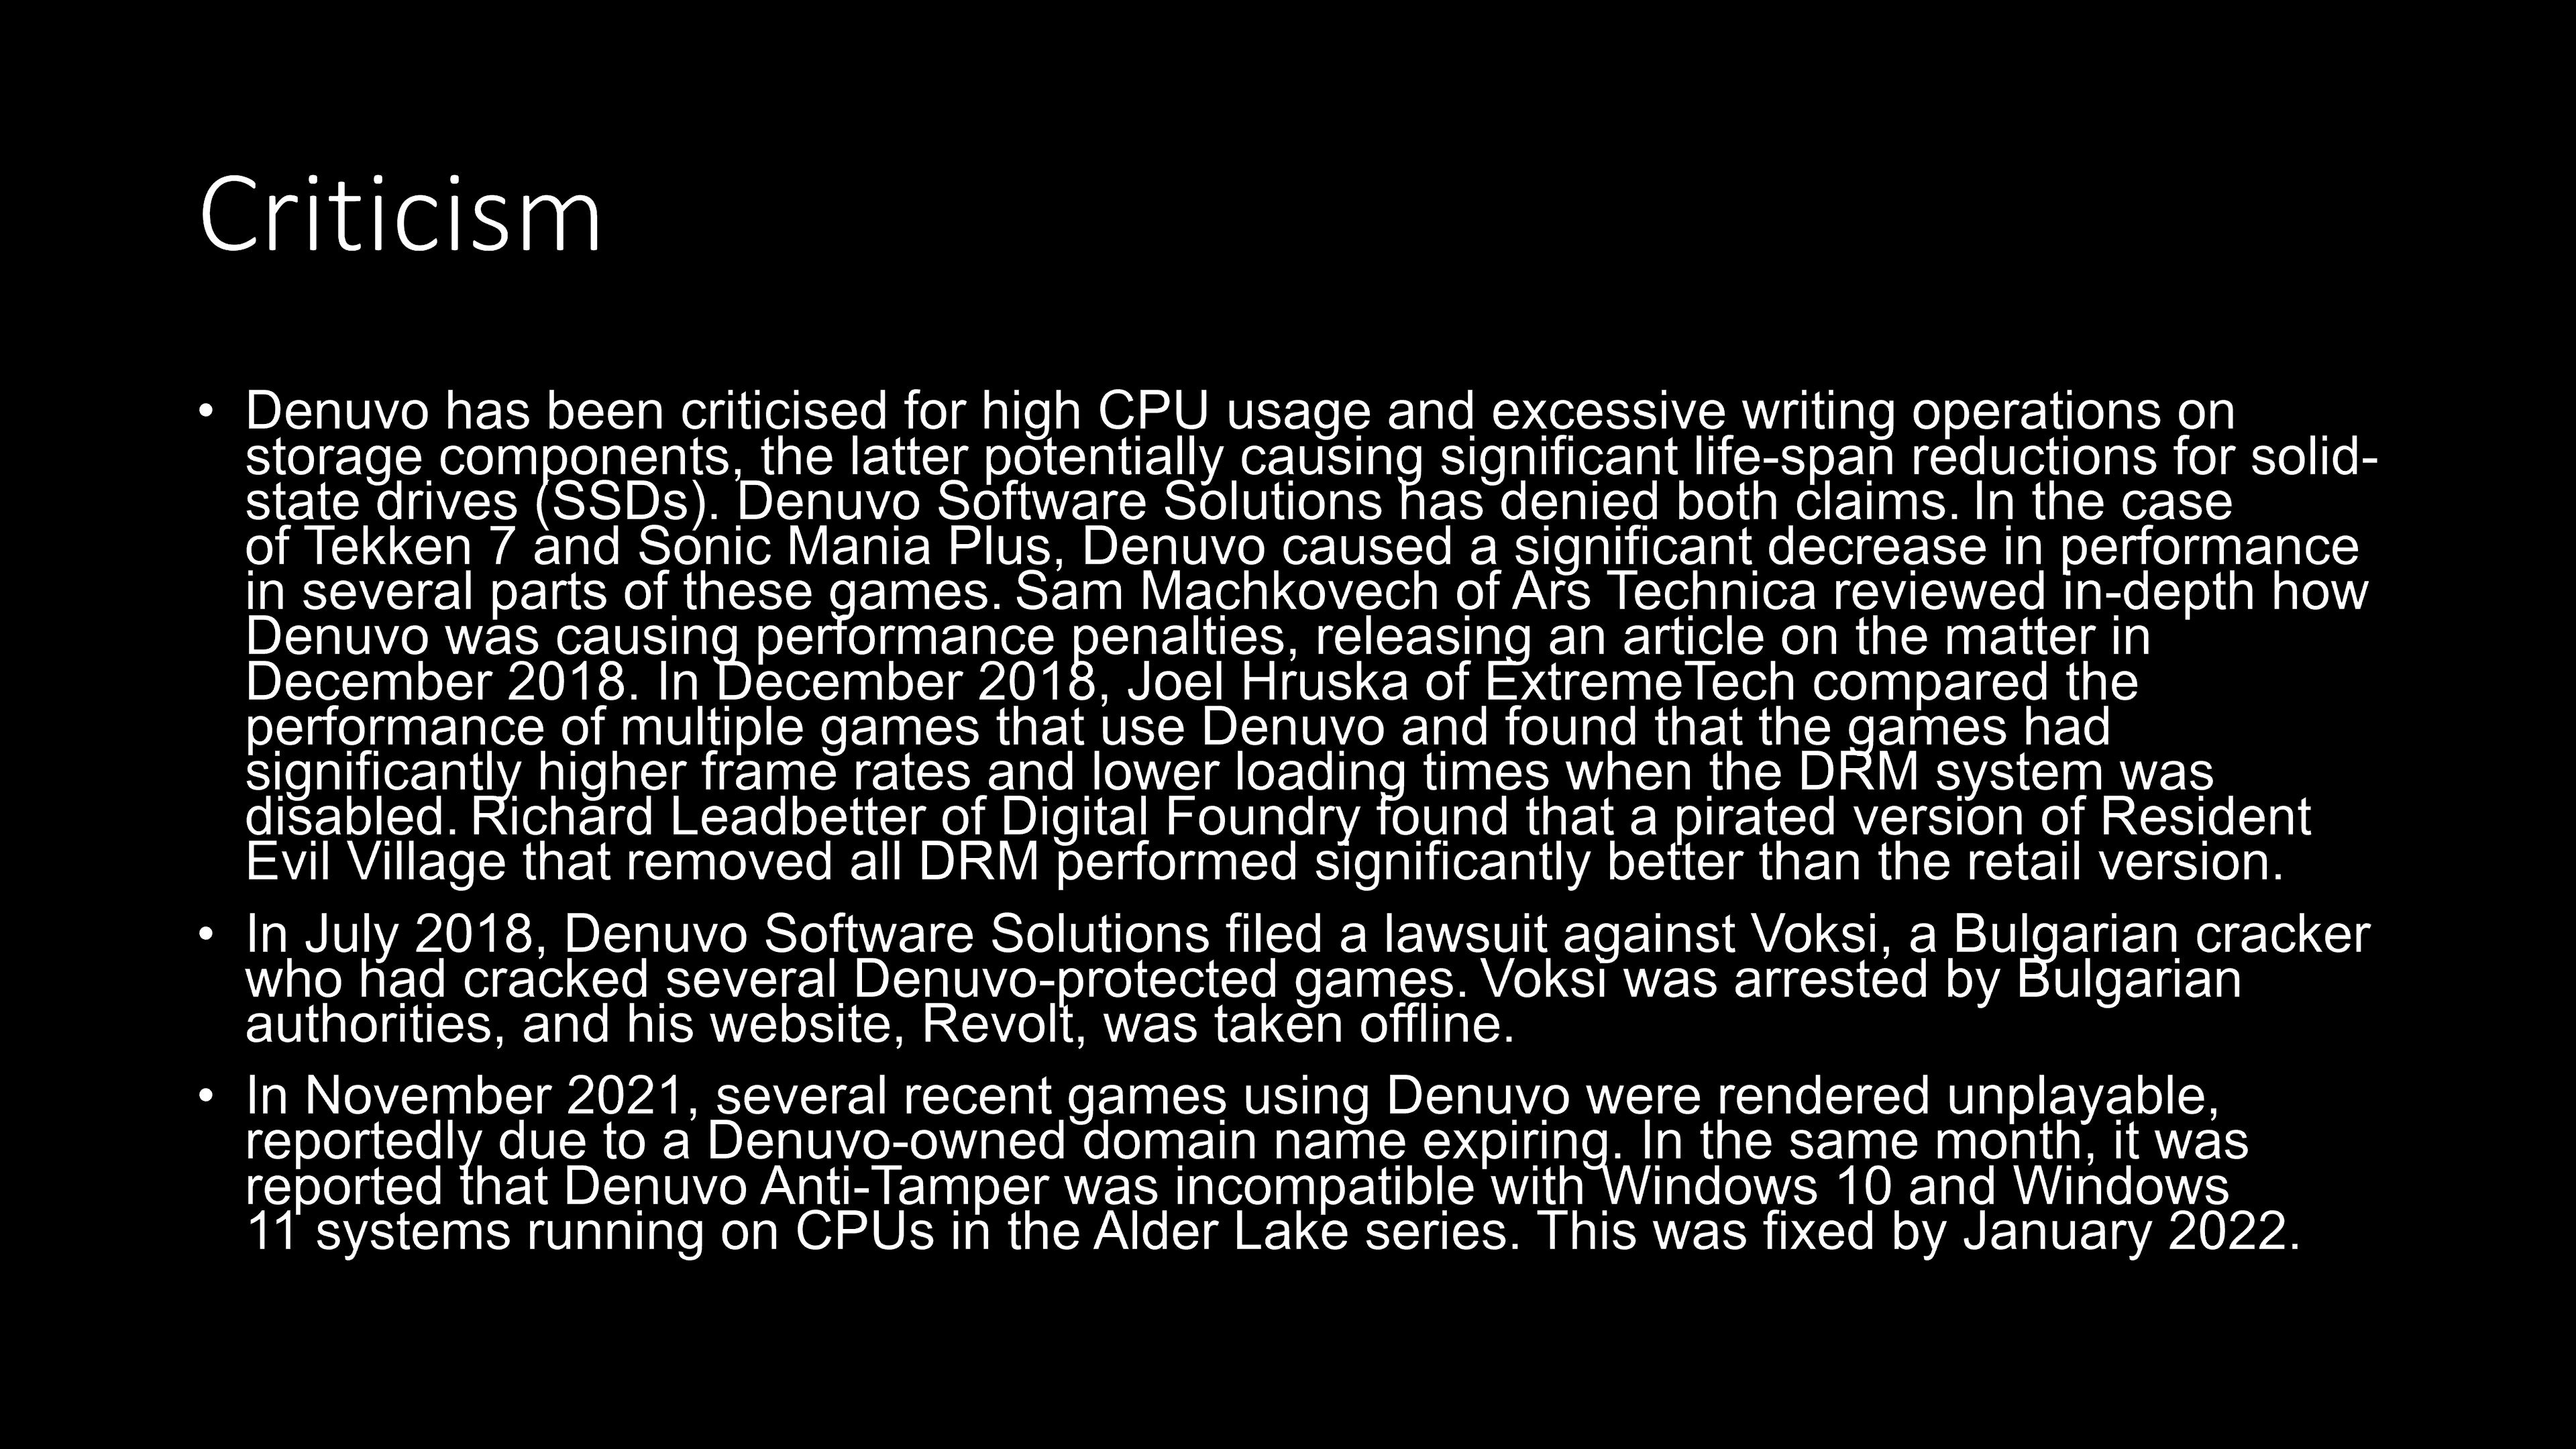 Criticism
• Denuvo has been criticised for high CPU usage and excessive writing operations on
storage components, the latter potentially causing significant life-span reductions for solid-
state drives (SSDs). Denuvo Software Solutions has denied both claims. In the case
of Tekken 7 and Sonic Mania Plus, Denuvo caused a significant decrease in performance
in several parts of these games. Sam Machkovech of Ars Technica reviewed in-depth how
Denuvo was causing performance penalties, releasing an article on the matter in
December 2018. In December 2018, Joel Hruska of ExtremeTech compared the
performance of multiple games that use Denuvo and found that the games had
significantly higher frame rates and lower loading times when the DRM system was
disabled. Richard Leadbetter of Digital Foundry found that a pirated version of Resident
Evil Village that removed all DRM performed significantly better than the retail version.
• In July 2018, Denuvo Software Solutions filed a lawsuit against Voksi, a Bulgarian cracker
who had cracked several Denuvo-protected games. Voksi was arrested by Bulgarian
authorities, and his website, Revolt, was taken offline.
• In November 2021, several recent games using Denuvo were rendered unplayable,
reportedly due to a Denuvo-owned domain name expiring. In the same month, it was
reported that Denuvo Anti-Tamper was incompatible with Windows 10 and Windows
11 systems running on CPUs in the Alder Lake series. This was fixed by January 2022.